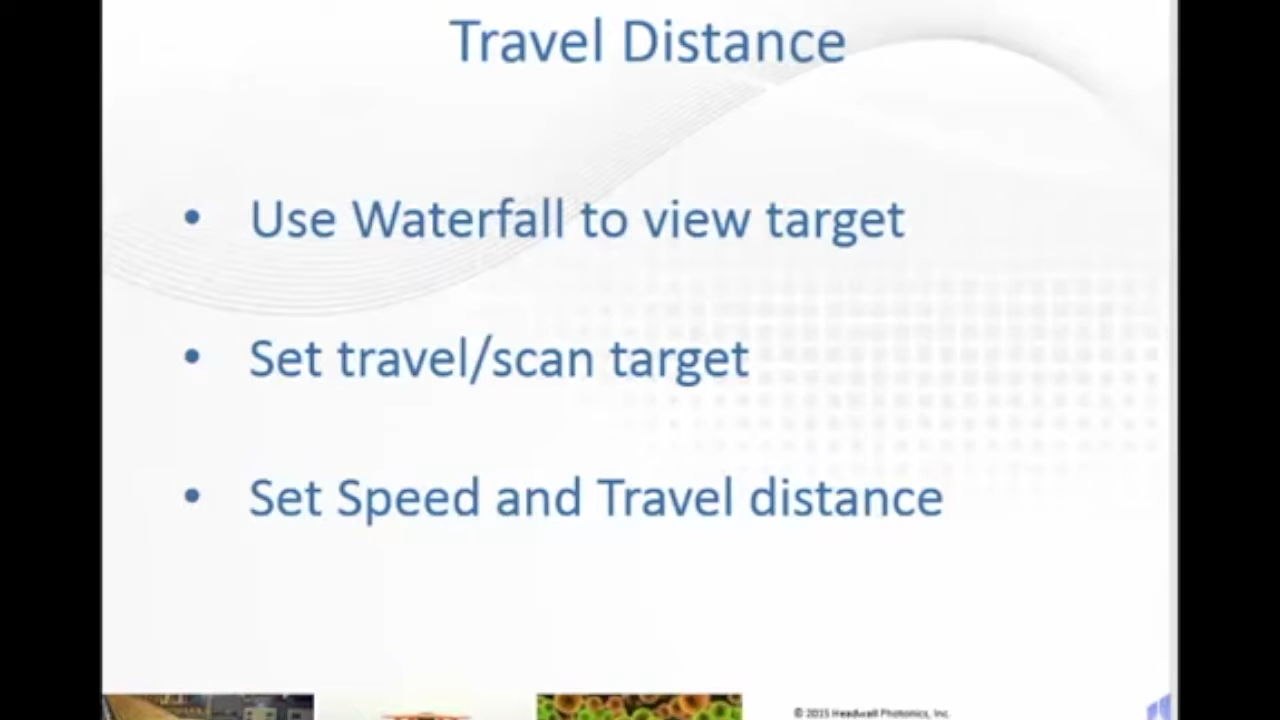 Travel Distance
• Use Waterfall to view target
• Set travel/scan target
• Set Speed and Travel distance
© 2015 Headwall Photonics, Inc.